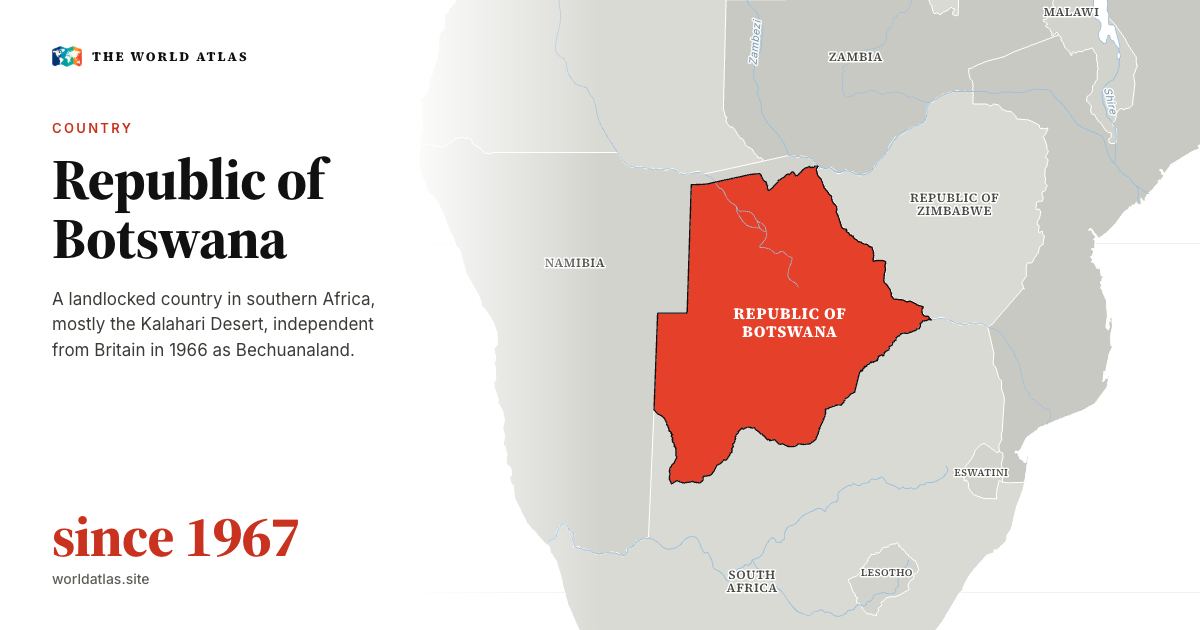 THE WORLD ATLAS
COUNTRY
Republic of
Botswana
A landlocked country in southern Africa,
mostly the Kalahari Desert, independent
from Britain in 1966 as Bechuanaland.
since 1967
worldatlas.site
MALAWI
Zambezi
ZAMBIA
Shire
REPUBLIC OF
ZIMBABWE
NAMIBIA
REPUBLIC OF
BOTSWANA
ESWATINI
SOUTH
AFRICA
LESOTHO